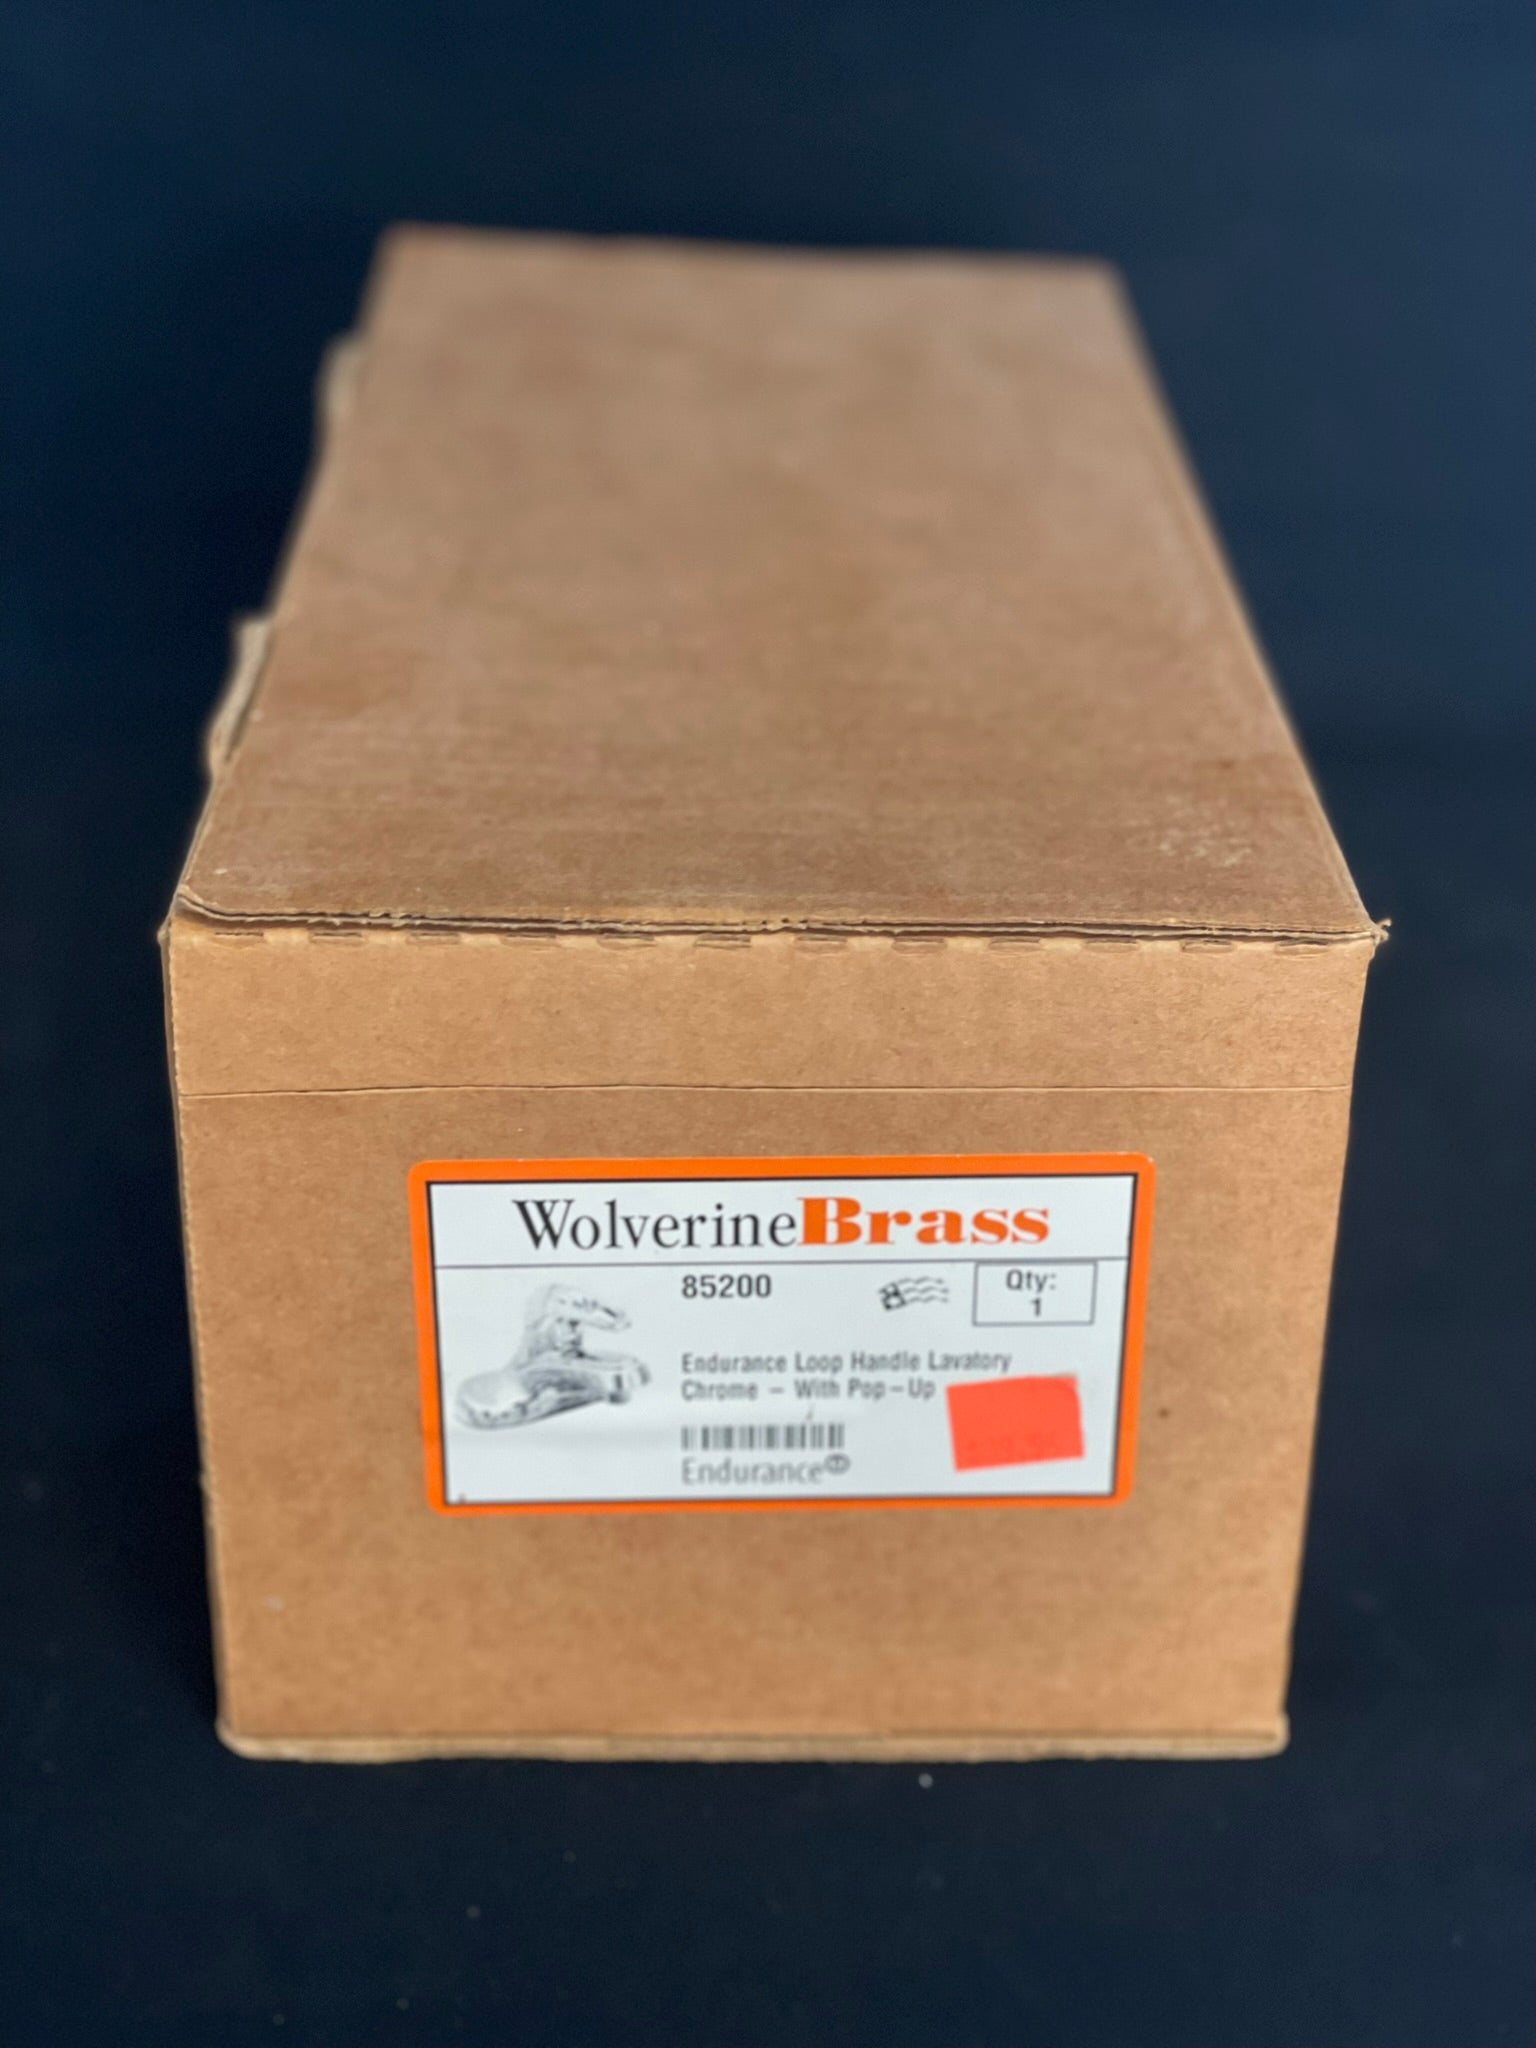 WolverineBrass
85200
Qty:
1
Endurance Loop Handle Lavatory
Chrome - With Pop-Up
Endurance®